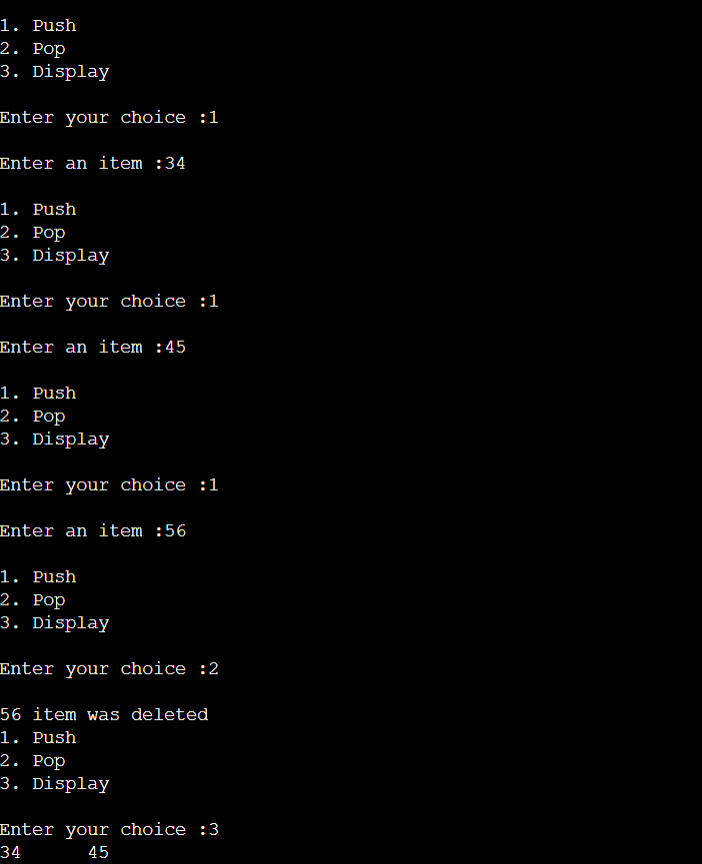 1. Push
2. Pop
3. Display
Enter your choice :1
Enter an item :34
1. Push
2. Pop
3. Display
Enter your choice :1
Enter an item :45
1. Push
2. Pop
3. Display
Enter your choice :1
Enter an item :56
1. Push
2. Pop
3. Display
Enter your choice :2
56 item was deleted
1. Push
2. Pop
3. Display
Enter your choice :3
34      45